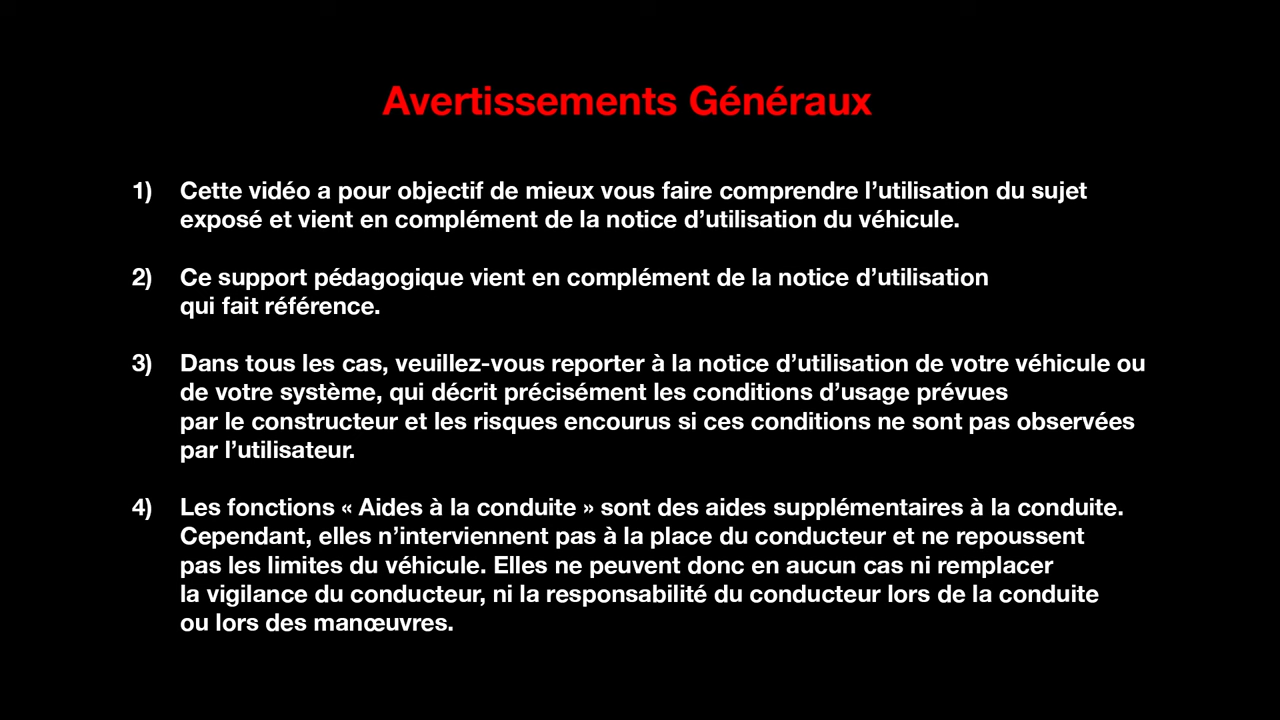 Avertissements Généraux
1) Cette vidéo a pour objectif de mieux vous faire comprendre l’utilisation du sujet
exposé et vient en complément de la notice d’utilisation du véhicule.
2) Ce support pédagogique vient en complément de la notice d’utilisation
qui fait référence.
3) Dans tous les cas, veuillez-vous reporter à la notice d’utilisation de votre véhicule ou
de votre système, qui décrit précisément les conditions d’usage prévues
par le constructeur et les risques encourus si ces conditions ne sont pas observées
par l’utilisateur.
4) Les fonctions « Aides à la conduite » sont des aides supplémentaires à la conduite.
Cependant, elles n’interviennent pas à la place du conducteur et ne repoussent
pas les limites du véhicule. Elles ne peuvent donc en aucun cas ni remplacer
la vigilance du conducteur, ni la responsabilité du conducteur lors de la conduite
ou lors des manœuvres.